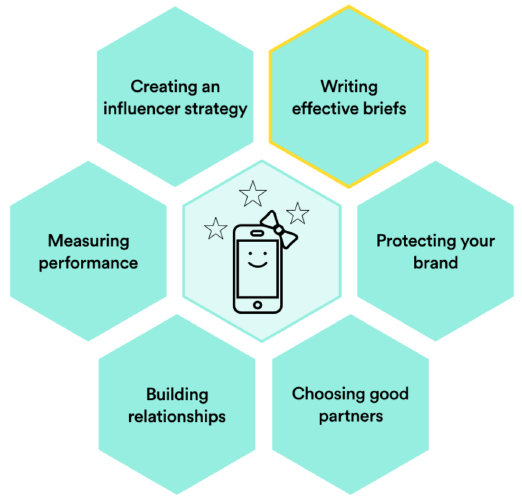 Creating an
influencer strategy
Writing
effective briefs
Measuring
performance
Protecting your
brand
Building
relationships
Choosing good
partners